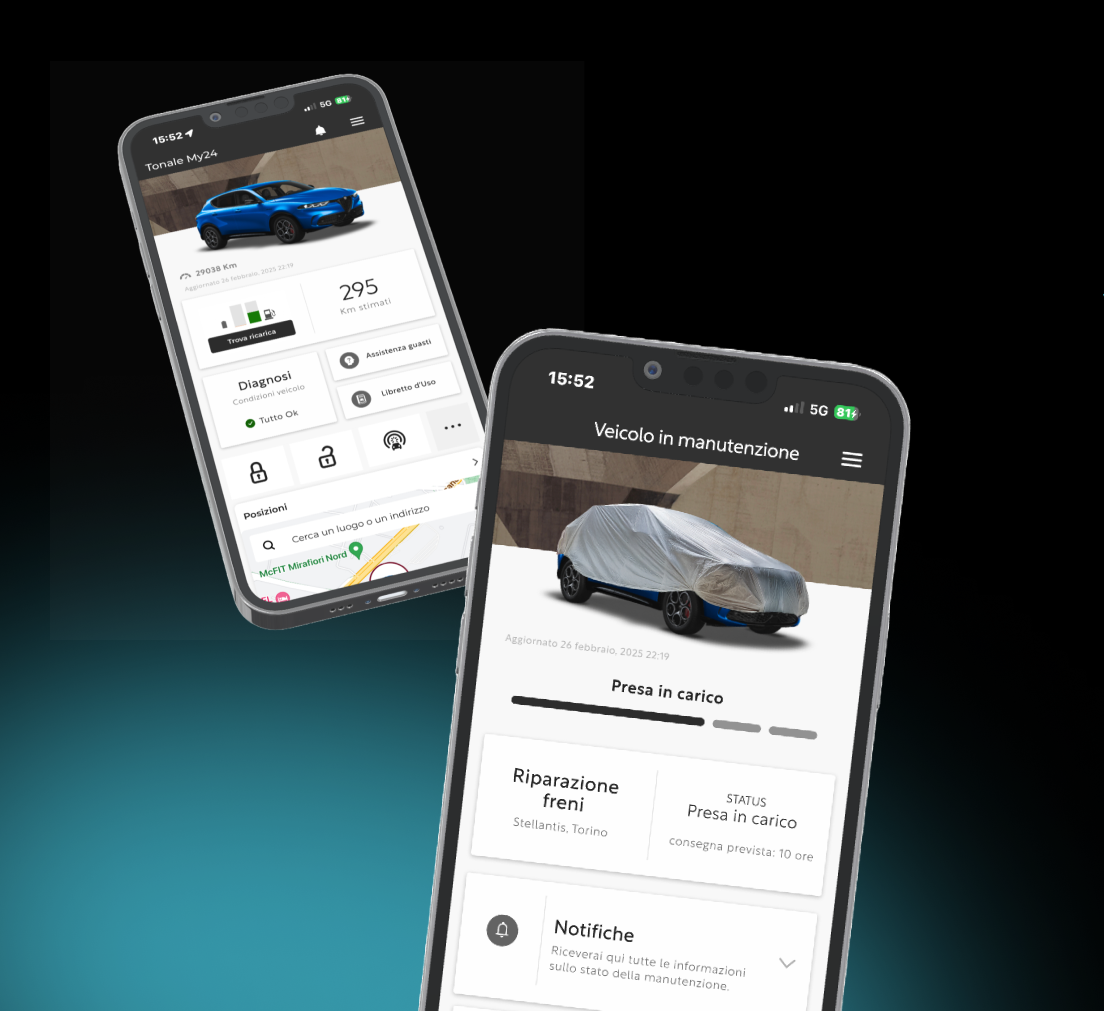 15:52
5G 81
Tonale My24
29038 Km
Aggiornato 26 febbraio, 2025 22:19
Trova ricarica
295
Km stimati
Diagnosi
Condizioni veicolo
Tutto Ok
Assistenza guasti
Libretto d'Uso
Posizioni
Cerca un luogo o un indirizzo
McFIT Mirafiori Nord
15:52
5G 81
Veicolo in manutenzione
Aggiornato 26 febbraio, 2025 22:19
Presa in carico
Riparazione
freni
Stellantis, Torino
STATUS
Presa in carico
consegna prevista: 10 ore
Notifiche
Riceverai qui tutte le informazioni
sullo stato della manutenzione.